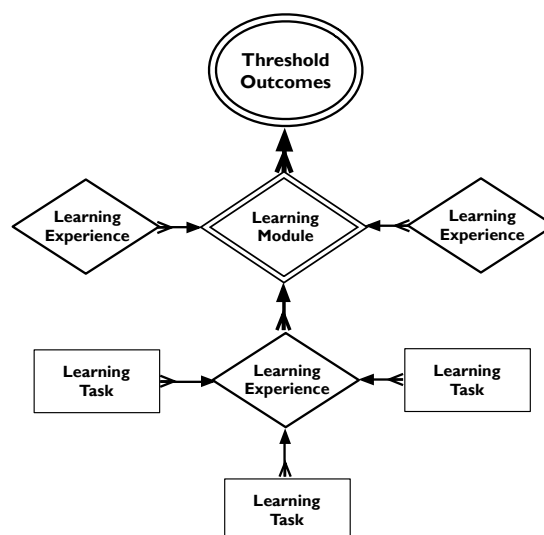 Threshold
Outcomes
Learning
Experience
Learning
Module
Learning
Experience
Learning
Task
Learning
Experience
Learning
Task
Learning
Task